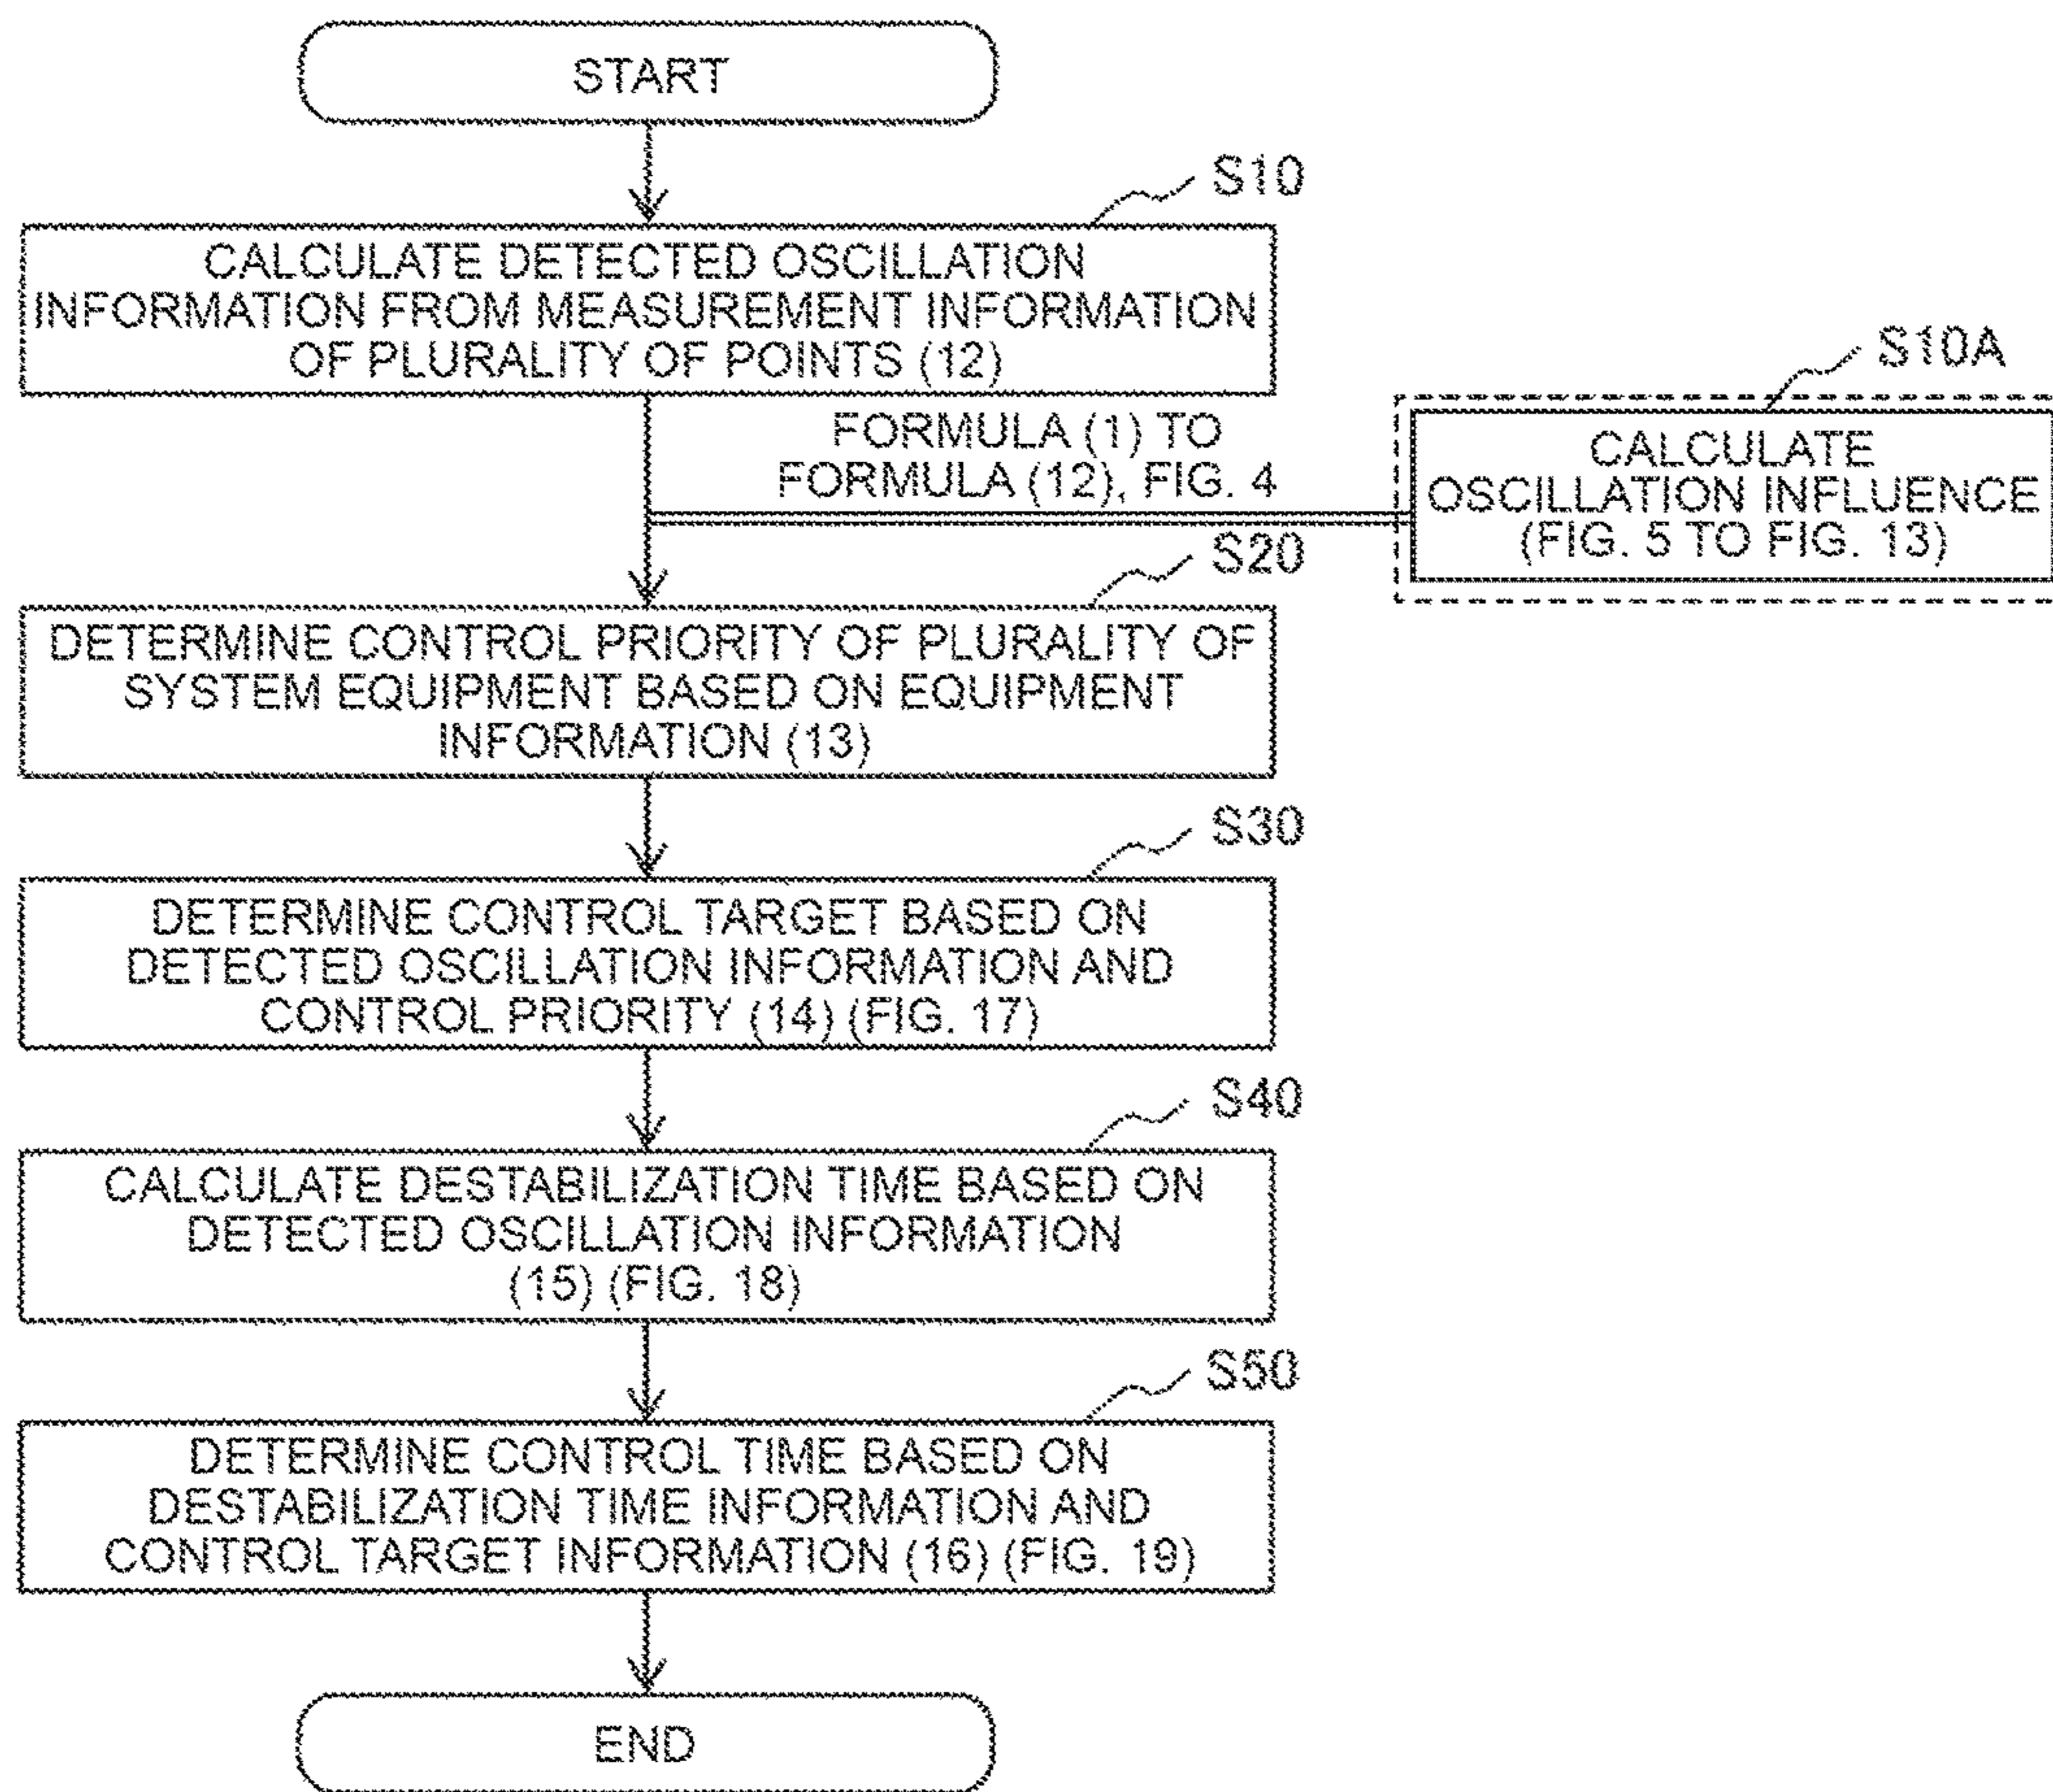 START
S10
CALCULATE DETECTED OSCILLATION
INFORMATION FROM MEASUREMENT INFORMATION
OF PLURALITY OF POINTS (12)
S10A
FORMULA (1) TO
FORMULA (12), FIG. 4
CALCULATE
OSCILLATION INFLUENCE
(FIG. 5 TO FIG. 13)
S20
DETERMINE CONTROL PRIORITY OF PLURALITY OF
SYSTEM EQUIPMENT BASED ON EQUIPMENT
INFORMATION (13)
S30
DETERMINE CONTROL TARGET BASED ON
DETECTED OSCILLATION INFORMATION AND
CONTROL PRIORITY (14) (FIG. 17)
S40
CALCULATE DESTABILIZATION TIME BASED ON
DETECTED OSCILLATION INFORMATION
(15) (FIG. 18)
S50
DETERMINE CONTROL TIME BASED ON
DESTABILIZATION TIME INFORMATION AND
CONTROL TARGET INFORMATION (16) (FIG. 19)
END